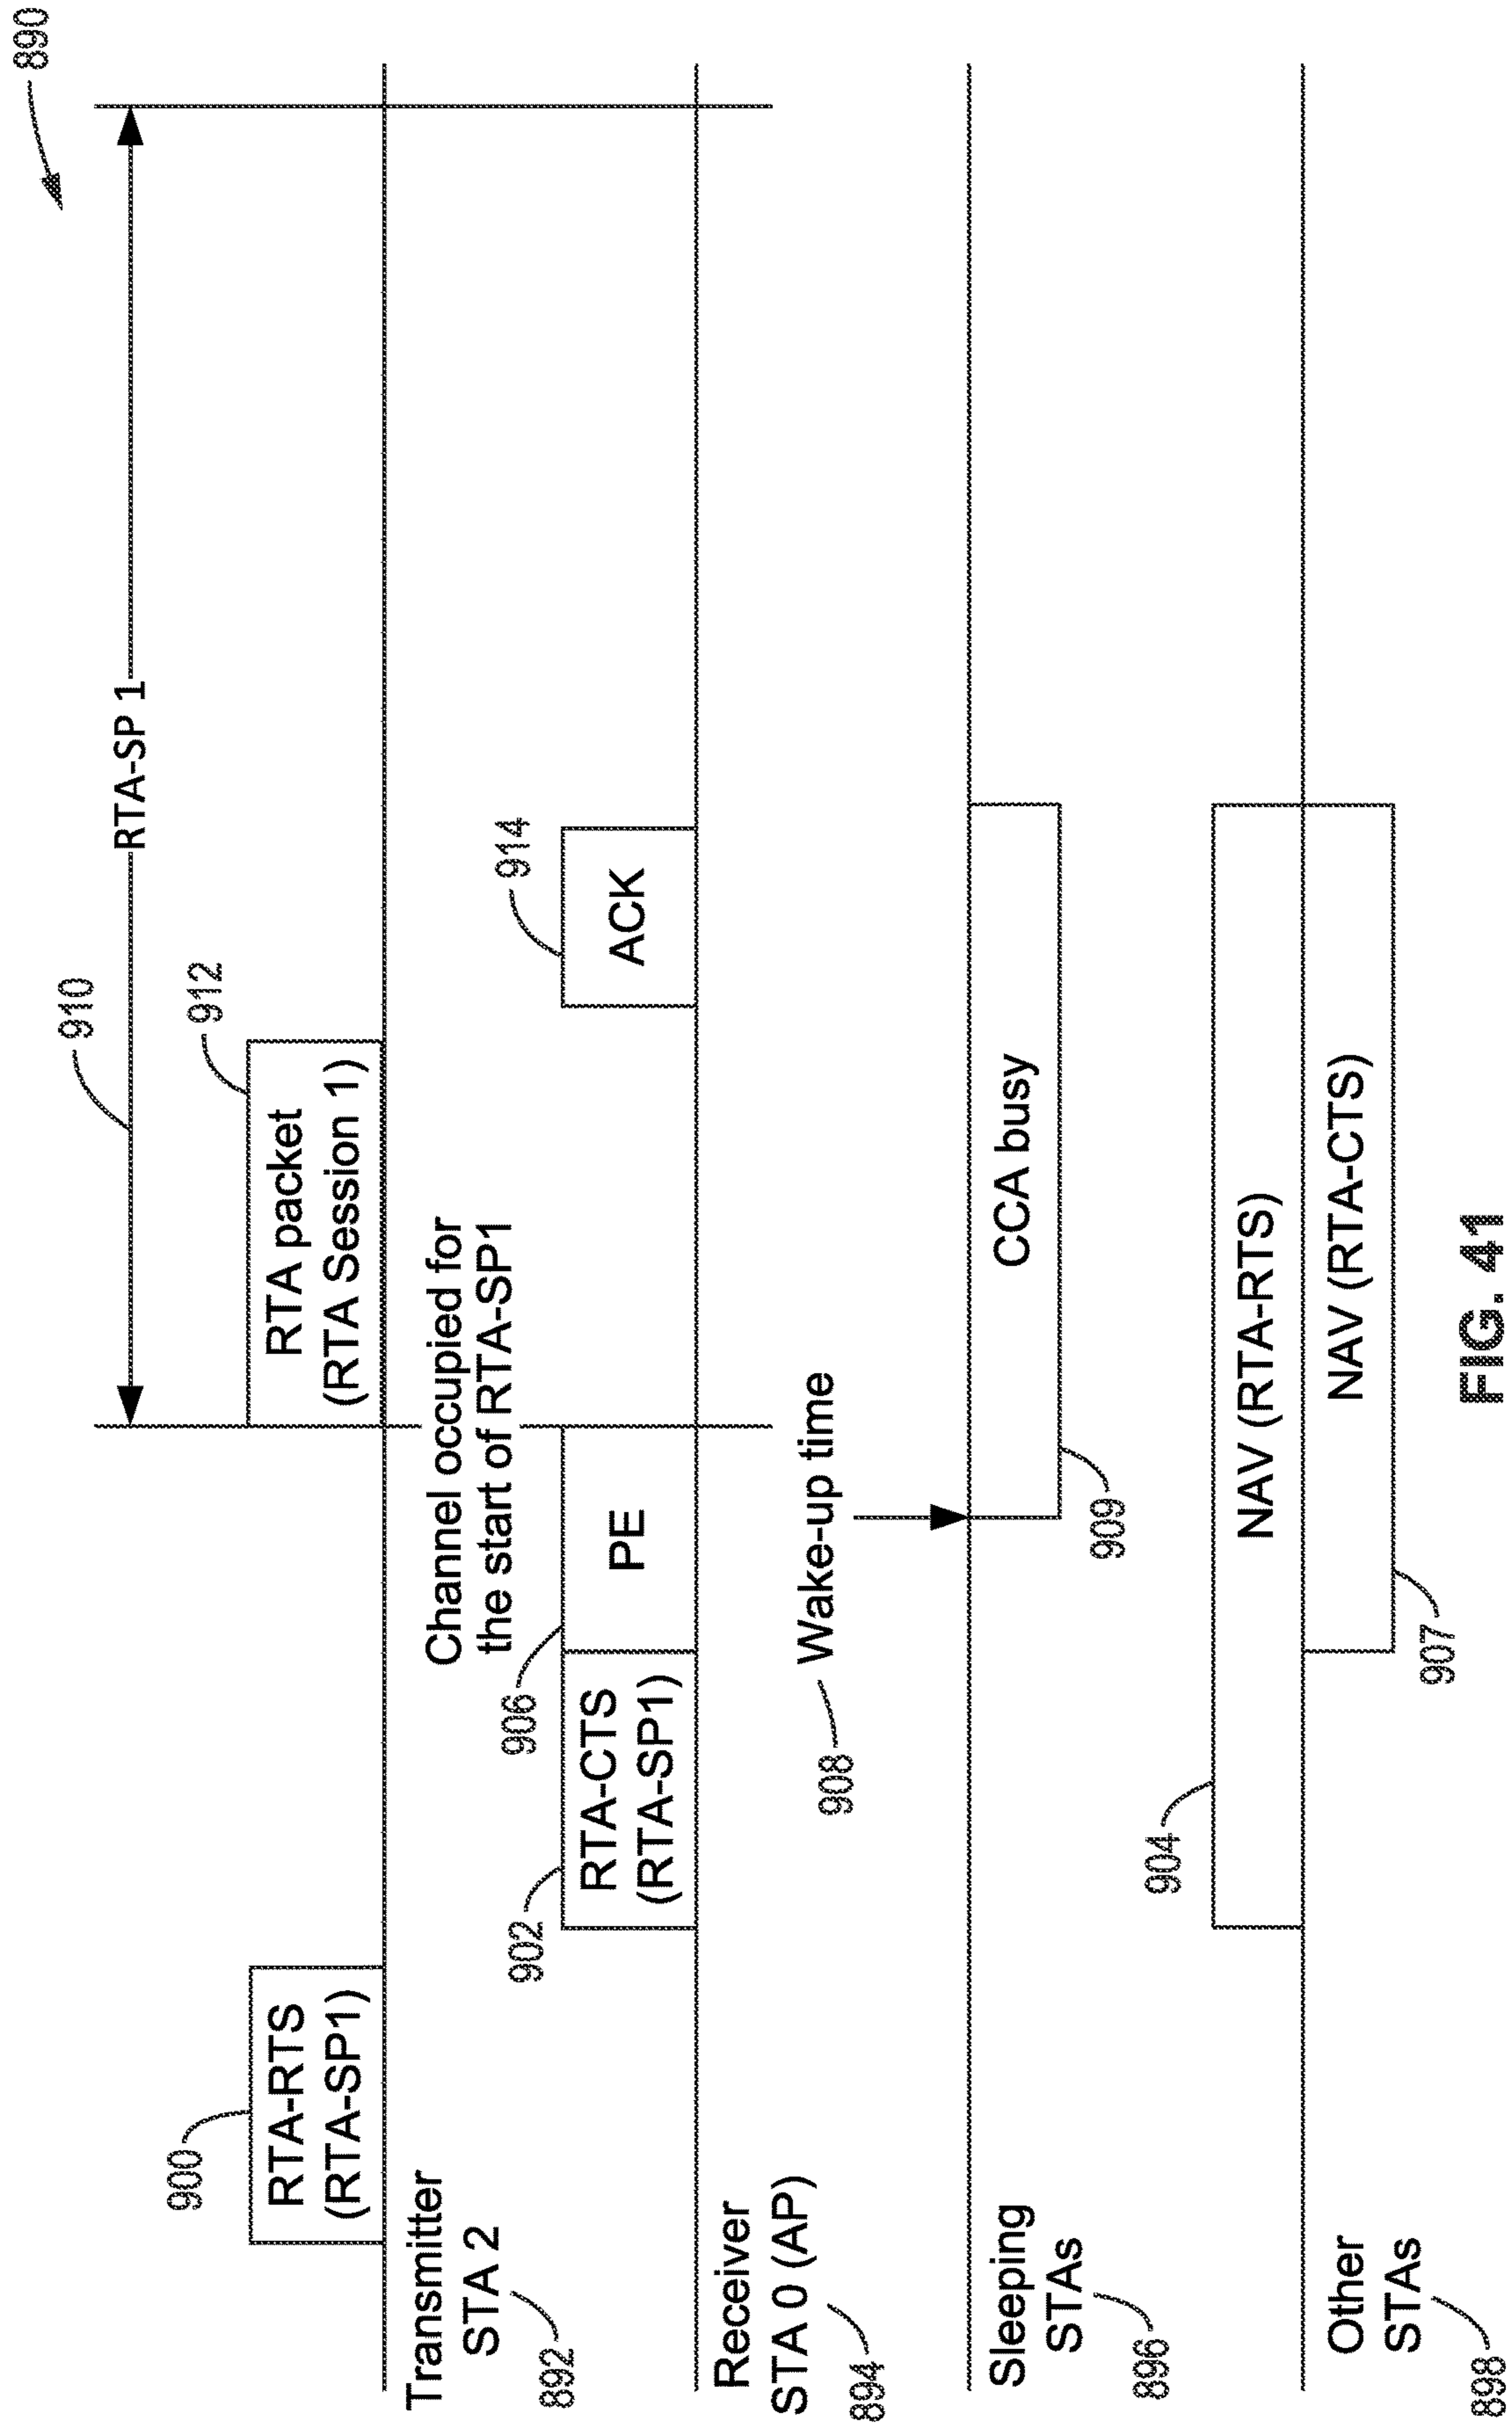 890
RTA-SP 1
910
912
RTA packet
(RTA Session 1)
900
RTA-RTS
(RTA-SP1)
Transmitter
STA 2
892
Channel occupied for
the start of RTA-SP1
914
ACK
906
PE
902
RTA-CTS
(RTA-SP1)
Receiver
STA 0 (AP)
894
Wake-up time
908
CCA busy
909
Sleeping
STAs
896
904
NAV (RTA-RTS)
NAV (RTA-CTS)
907
Other
STAs
898
FIG. 41